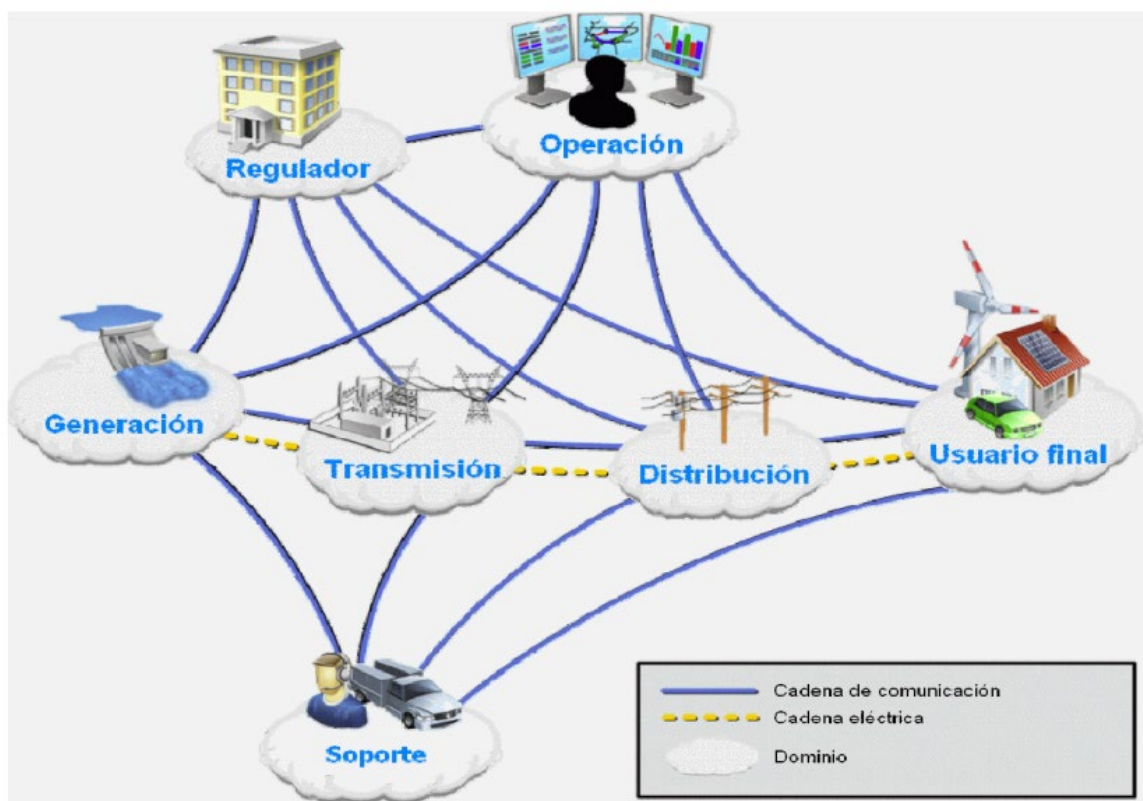 Operación
Regulador
Generación
Transmisión
Distribución
Usuario final
Soporte
Cadena de comunicación
Cadena eléctrica
Dominio